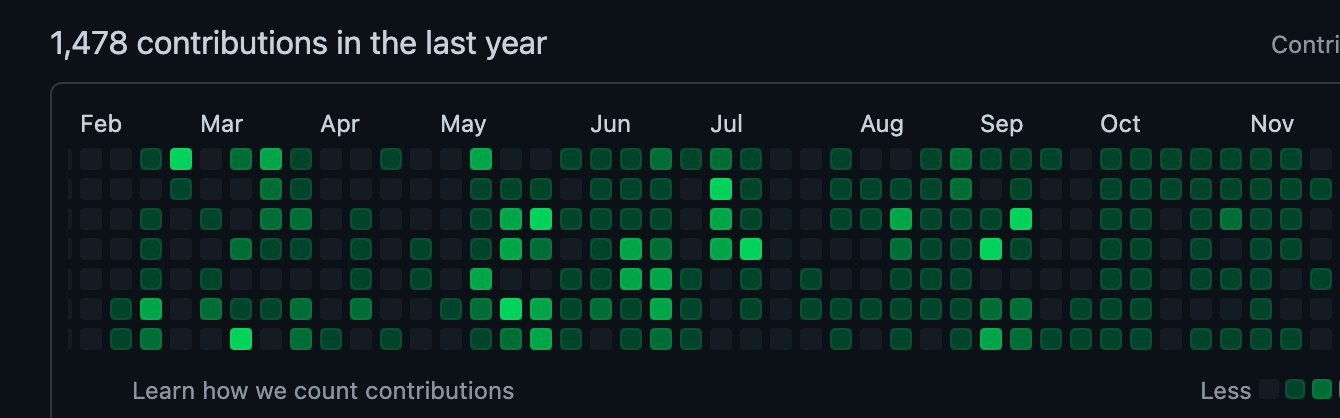 1,478 contributions in the last year
Feb Mar Apr May Jun Jul Aug Sep Oct Nov
Learn how we count contributions
Less